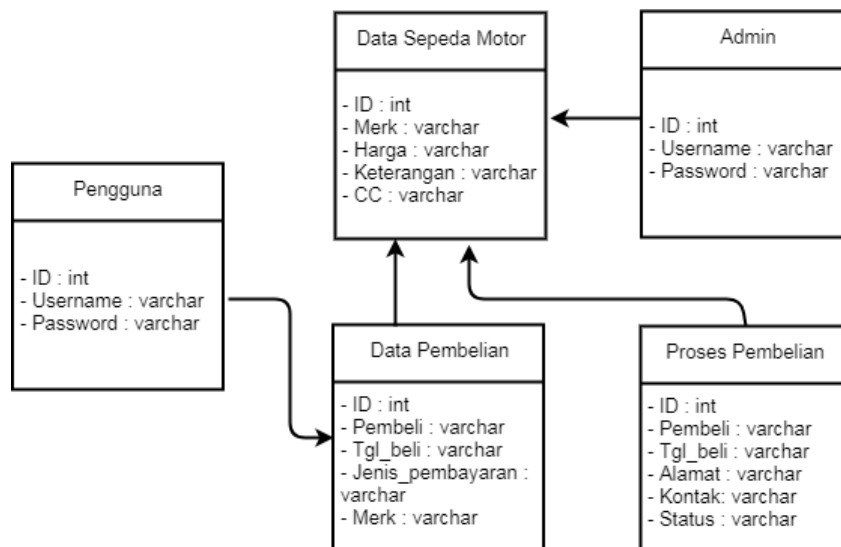 Data Sepeda Motor
- ID : int
- Merk : varchar
- Harga : varchar
- Keterangan : varchar
- CC : varchar
Admin
- ID : int
- Username : varchar
- Password : varchar
Pengguna
- ID : int
- Username : varchar
- Password : varchar
Data Pembelian
- ID : int
- Pembeli : varchar
- Tgl_beli : varchar
- Jenis_pembayaran :
varchar
- Merk : varchar
Proses Pembelian
- ID : int
- Pembeli : varchar
- Tgl_beli : varchar
- Alamat : varchar
- Kontak: varchar
- Status : varchar